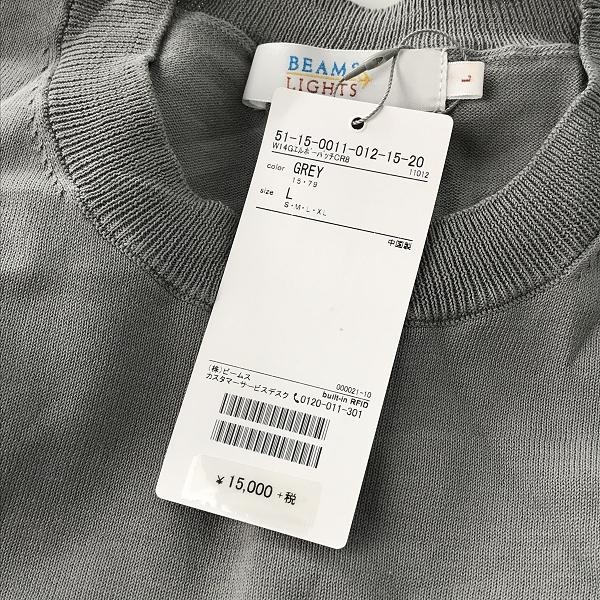 BEAMS
LIGHTS
L
51-15-0011-012-15-20
W14GエルボーパッチCR8
11012
color GREY
15・79
size L
S・M・L・XL
中国製
(株)ビームス
000021-10
カスタマーサービスデスク 0120-011-301
built-in RFID
¥15,000 +税